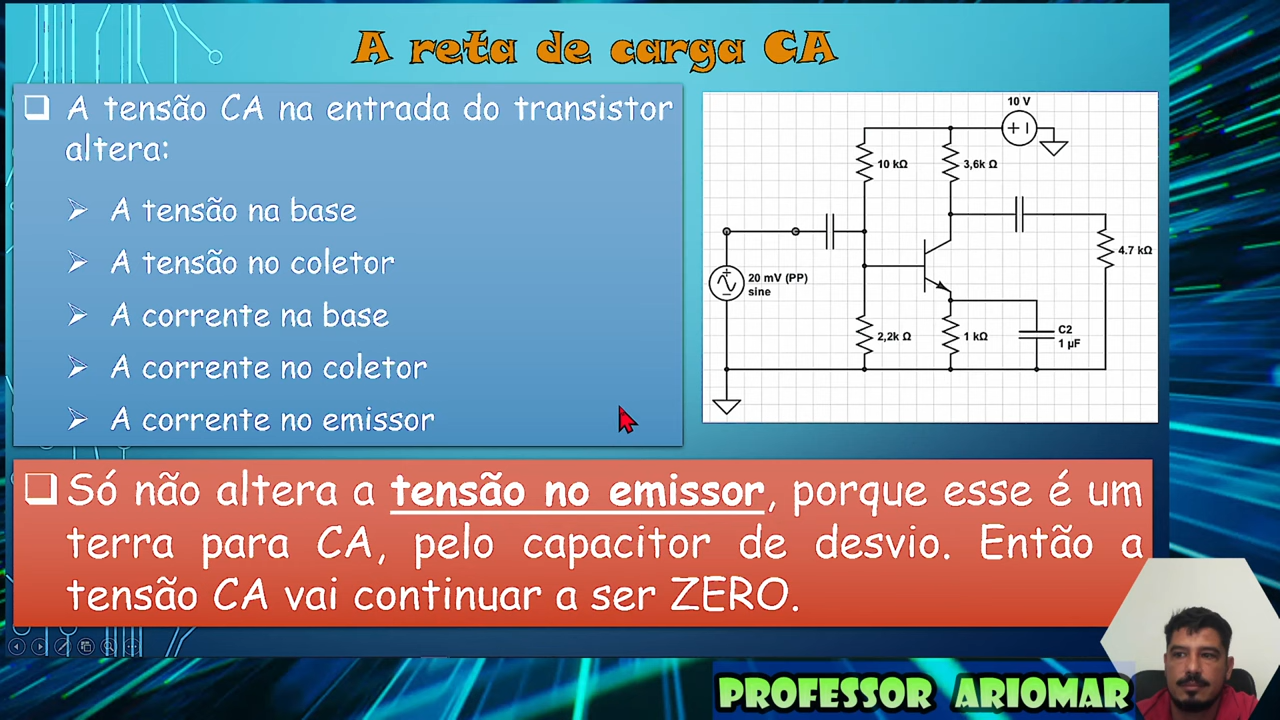 A reta de carga CA
A tensão CA na entrada do transistor
altera:
A tensão na base
A tensão no coletor
A corrente na base
A corrente no coletor
A corrente no emissor
10 V
10 kΩ
3,6k Ω
4.7 kΩ
20 mV (PP)
sine
2,2k Ω
1 kΩ
C2
1 µF
Só não altera a tensão no emissor, porque esse é um
terra para CA, pelo capacitor de desvio. Então a
tensão CA vai continuar a ser ZERO.
PROFESSOR ARIOMAR